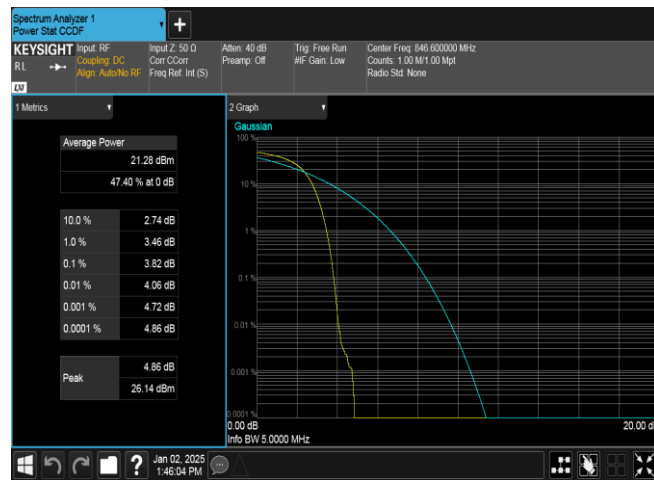 Spectrum Analyzer 1
Power Stat CCDF
+
KEYSIGHT
RL
LXI
Input: RF
Coupling: DC
Align: Auto/No RF
Input Z: 50 Ω
Corr CCorr
Freq Ref: Int (S)
Atten: 40 dB
Preamp: Off
Trig: Free Run
#IF Gain: Low
Center Freq: 846.600000 MHz
Counts: 1.00 M/1.00 Mpt
Radio Std: None
1 Metrics
Average Power
21.28 dBm
47.40 % at 0 dB
10.0 % 2.74 dB
1.0 % 3.46 dB
0.1 % 3.82 dB
0.01 % 4.06 dB
0.001 % 4.72 dB
0.0001 % 4.86 dB
Peak
4.86 dB
26.14 dBm
2 Graph
Gaussian
100 %
10 %
1 %
0.1 %
0.01 %
0.001 %
0.0001 %
0.00 dB
20.00 d
Info BW 5.0000 MHz
?
Jan 02, 2025
1:46:04 PM